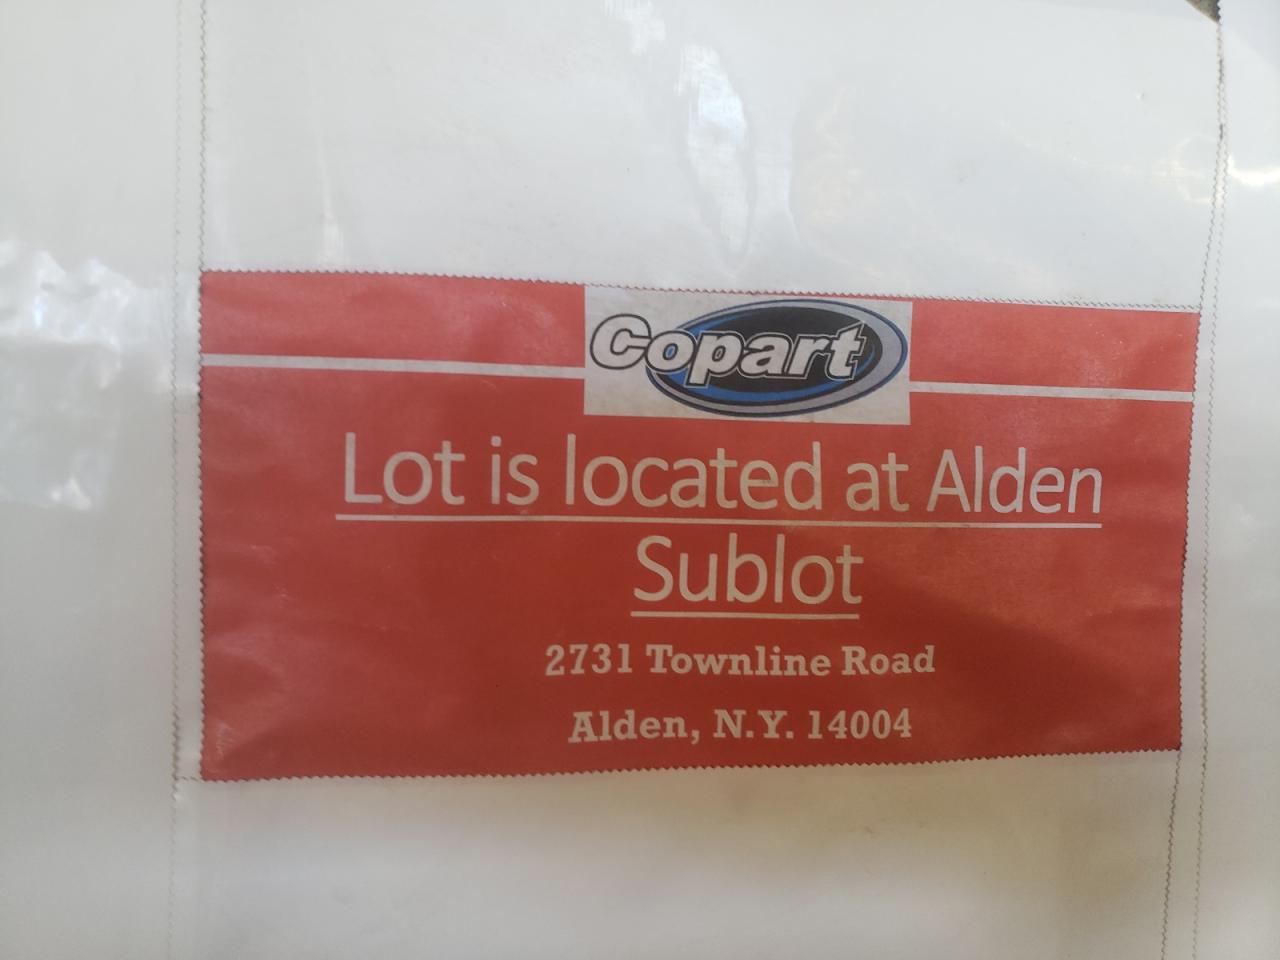 Copart
Lot is located at Alden
Sublot
2731 Townline Road
Alden, N.Y. 14004